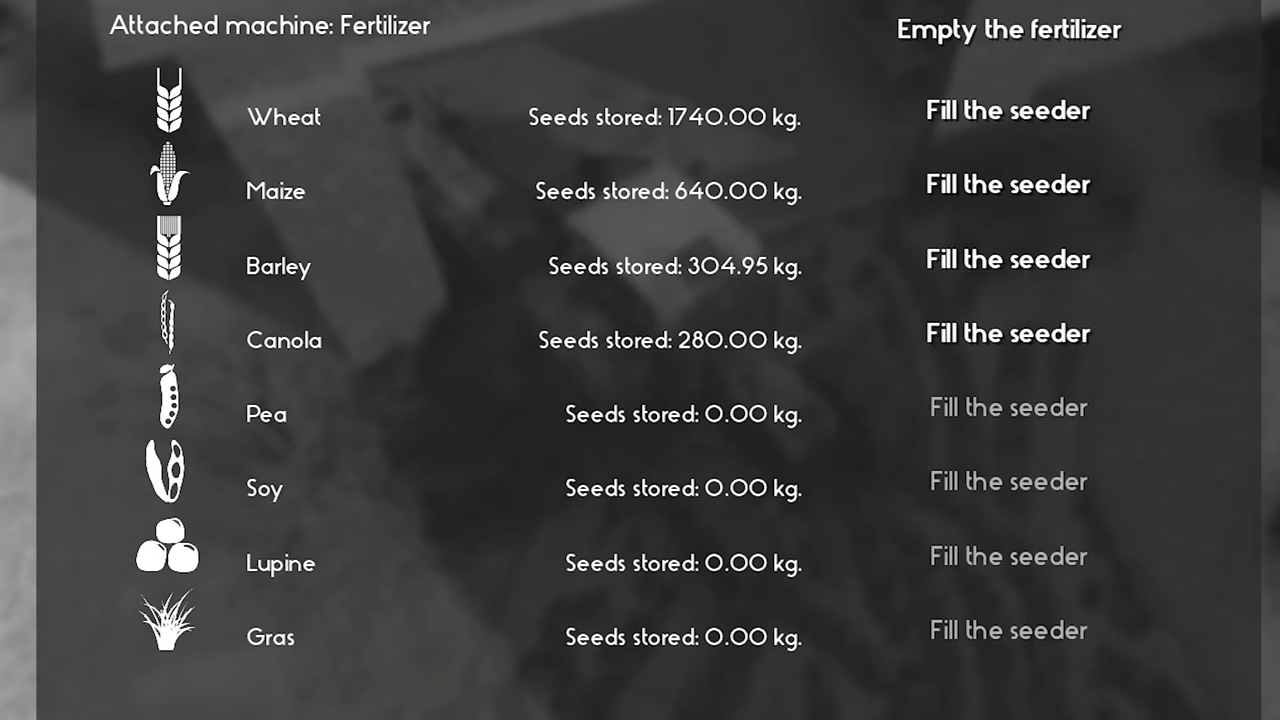 Attached machine: Fertilizer Empty the fertilizer
Wheat Seeds stored: 1740.00 kg. Fill the seeder
Maize Seeds stored: 640.00 kg. Fill the seeder
Barley Seeds stored: 304.95 kg. Fill the seeder
Canola Seeds stored: 280.00 kg. Fill the seeder
Pea Seeds stored: 0.00 kg. Fill the seeder
Soy Seeds stored: 0.00 kg. Fill the seeder
Lupine Seeds stored: 0.00 kg. Fill the seeder
Gras Seeds stored: 0.00 kg. Fill the seeder